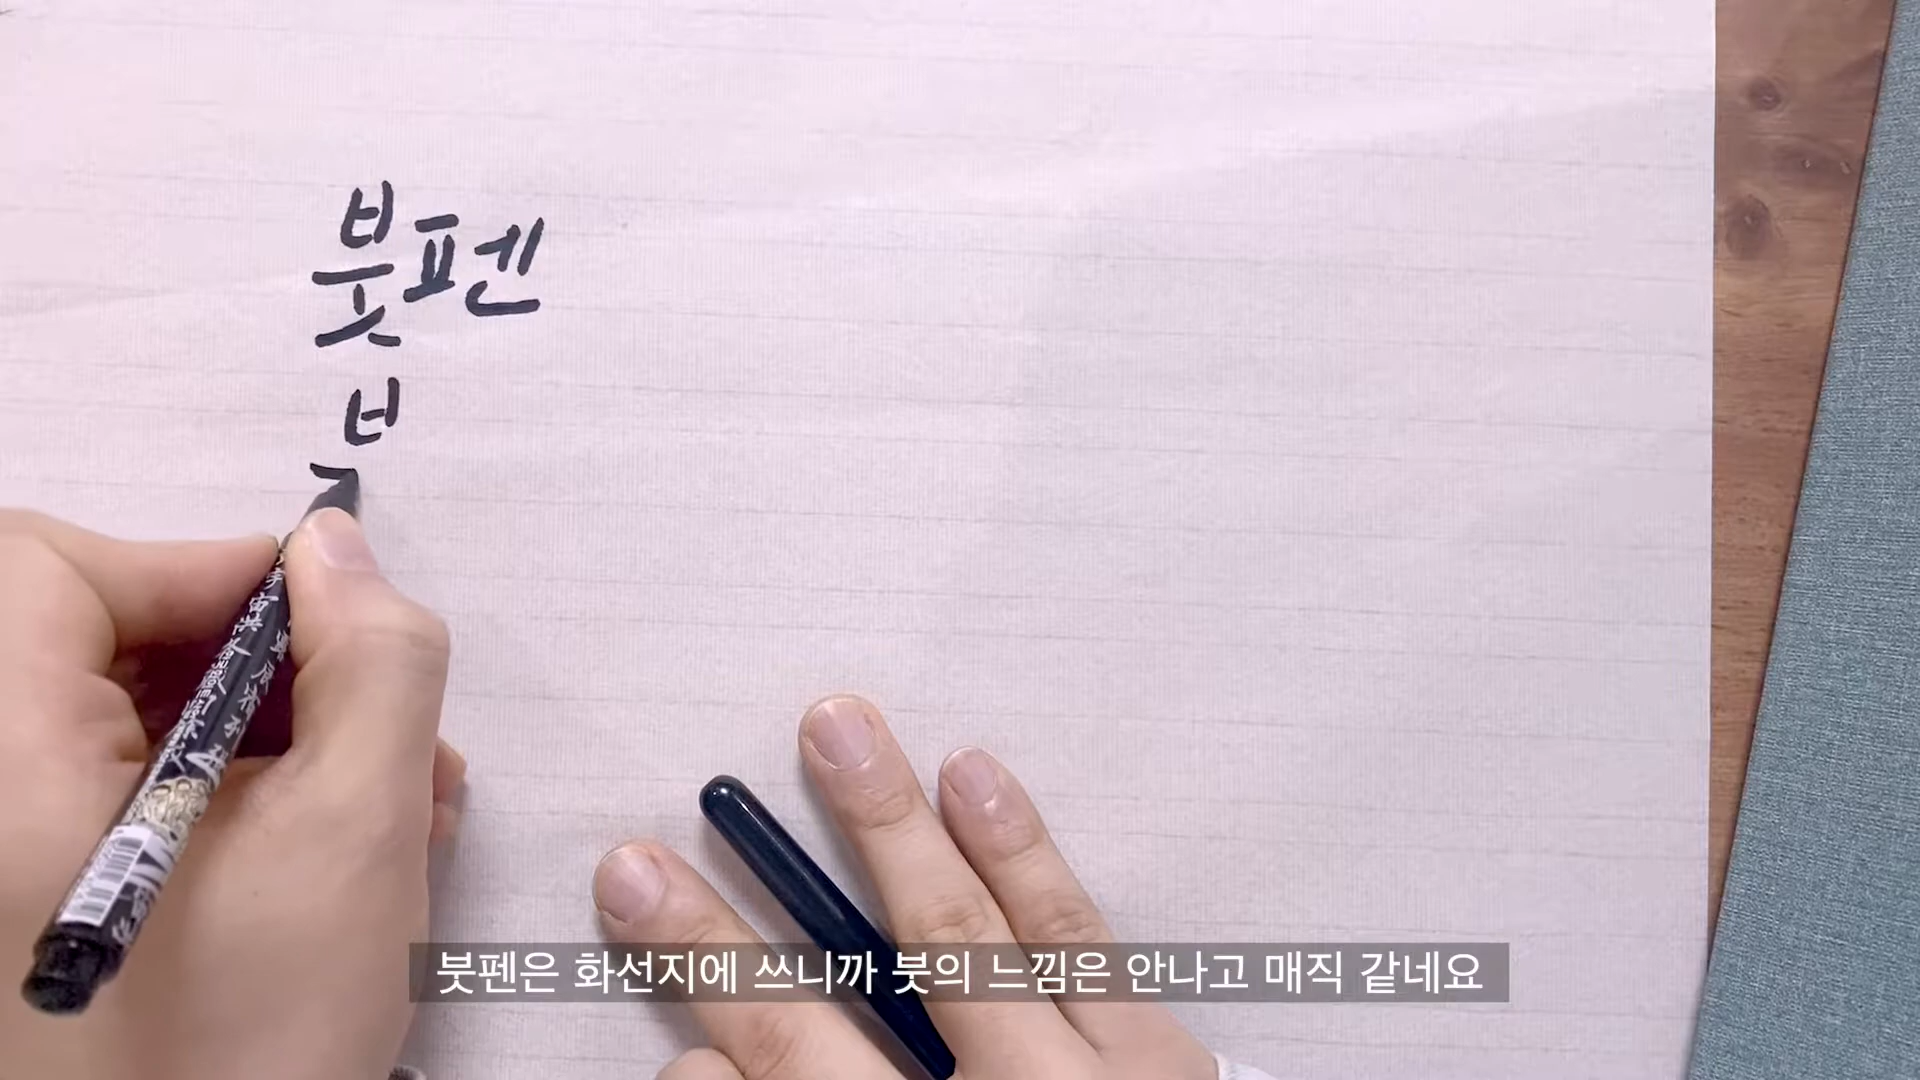 붓펜
부
붓펜은 화선지에 쓰니까 붓의 느낌은 안나고 매직 같네요